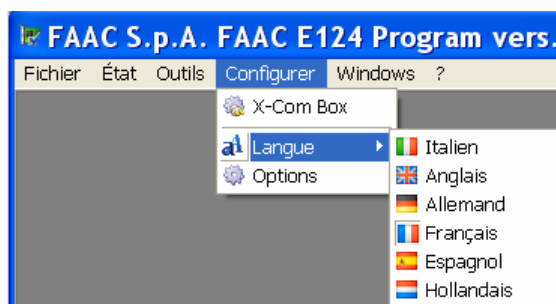 FAAC S.p.A. FAAC E124 Program vers.
Fichier État Outils Configurer Windows ?
X-Com Box
Langue
Options
Italien
Anglais
Allemand
Français
Espagnol
Hollandais